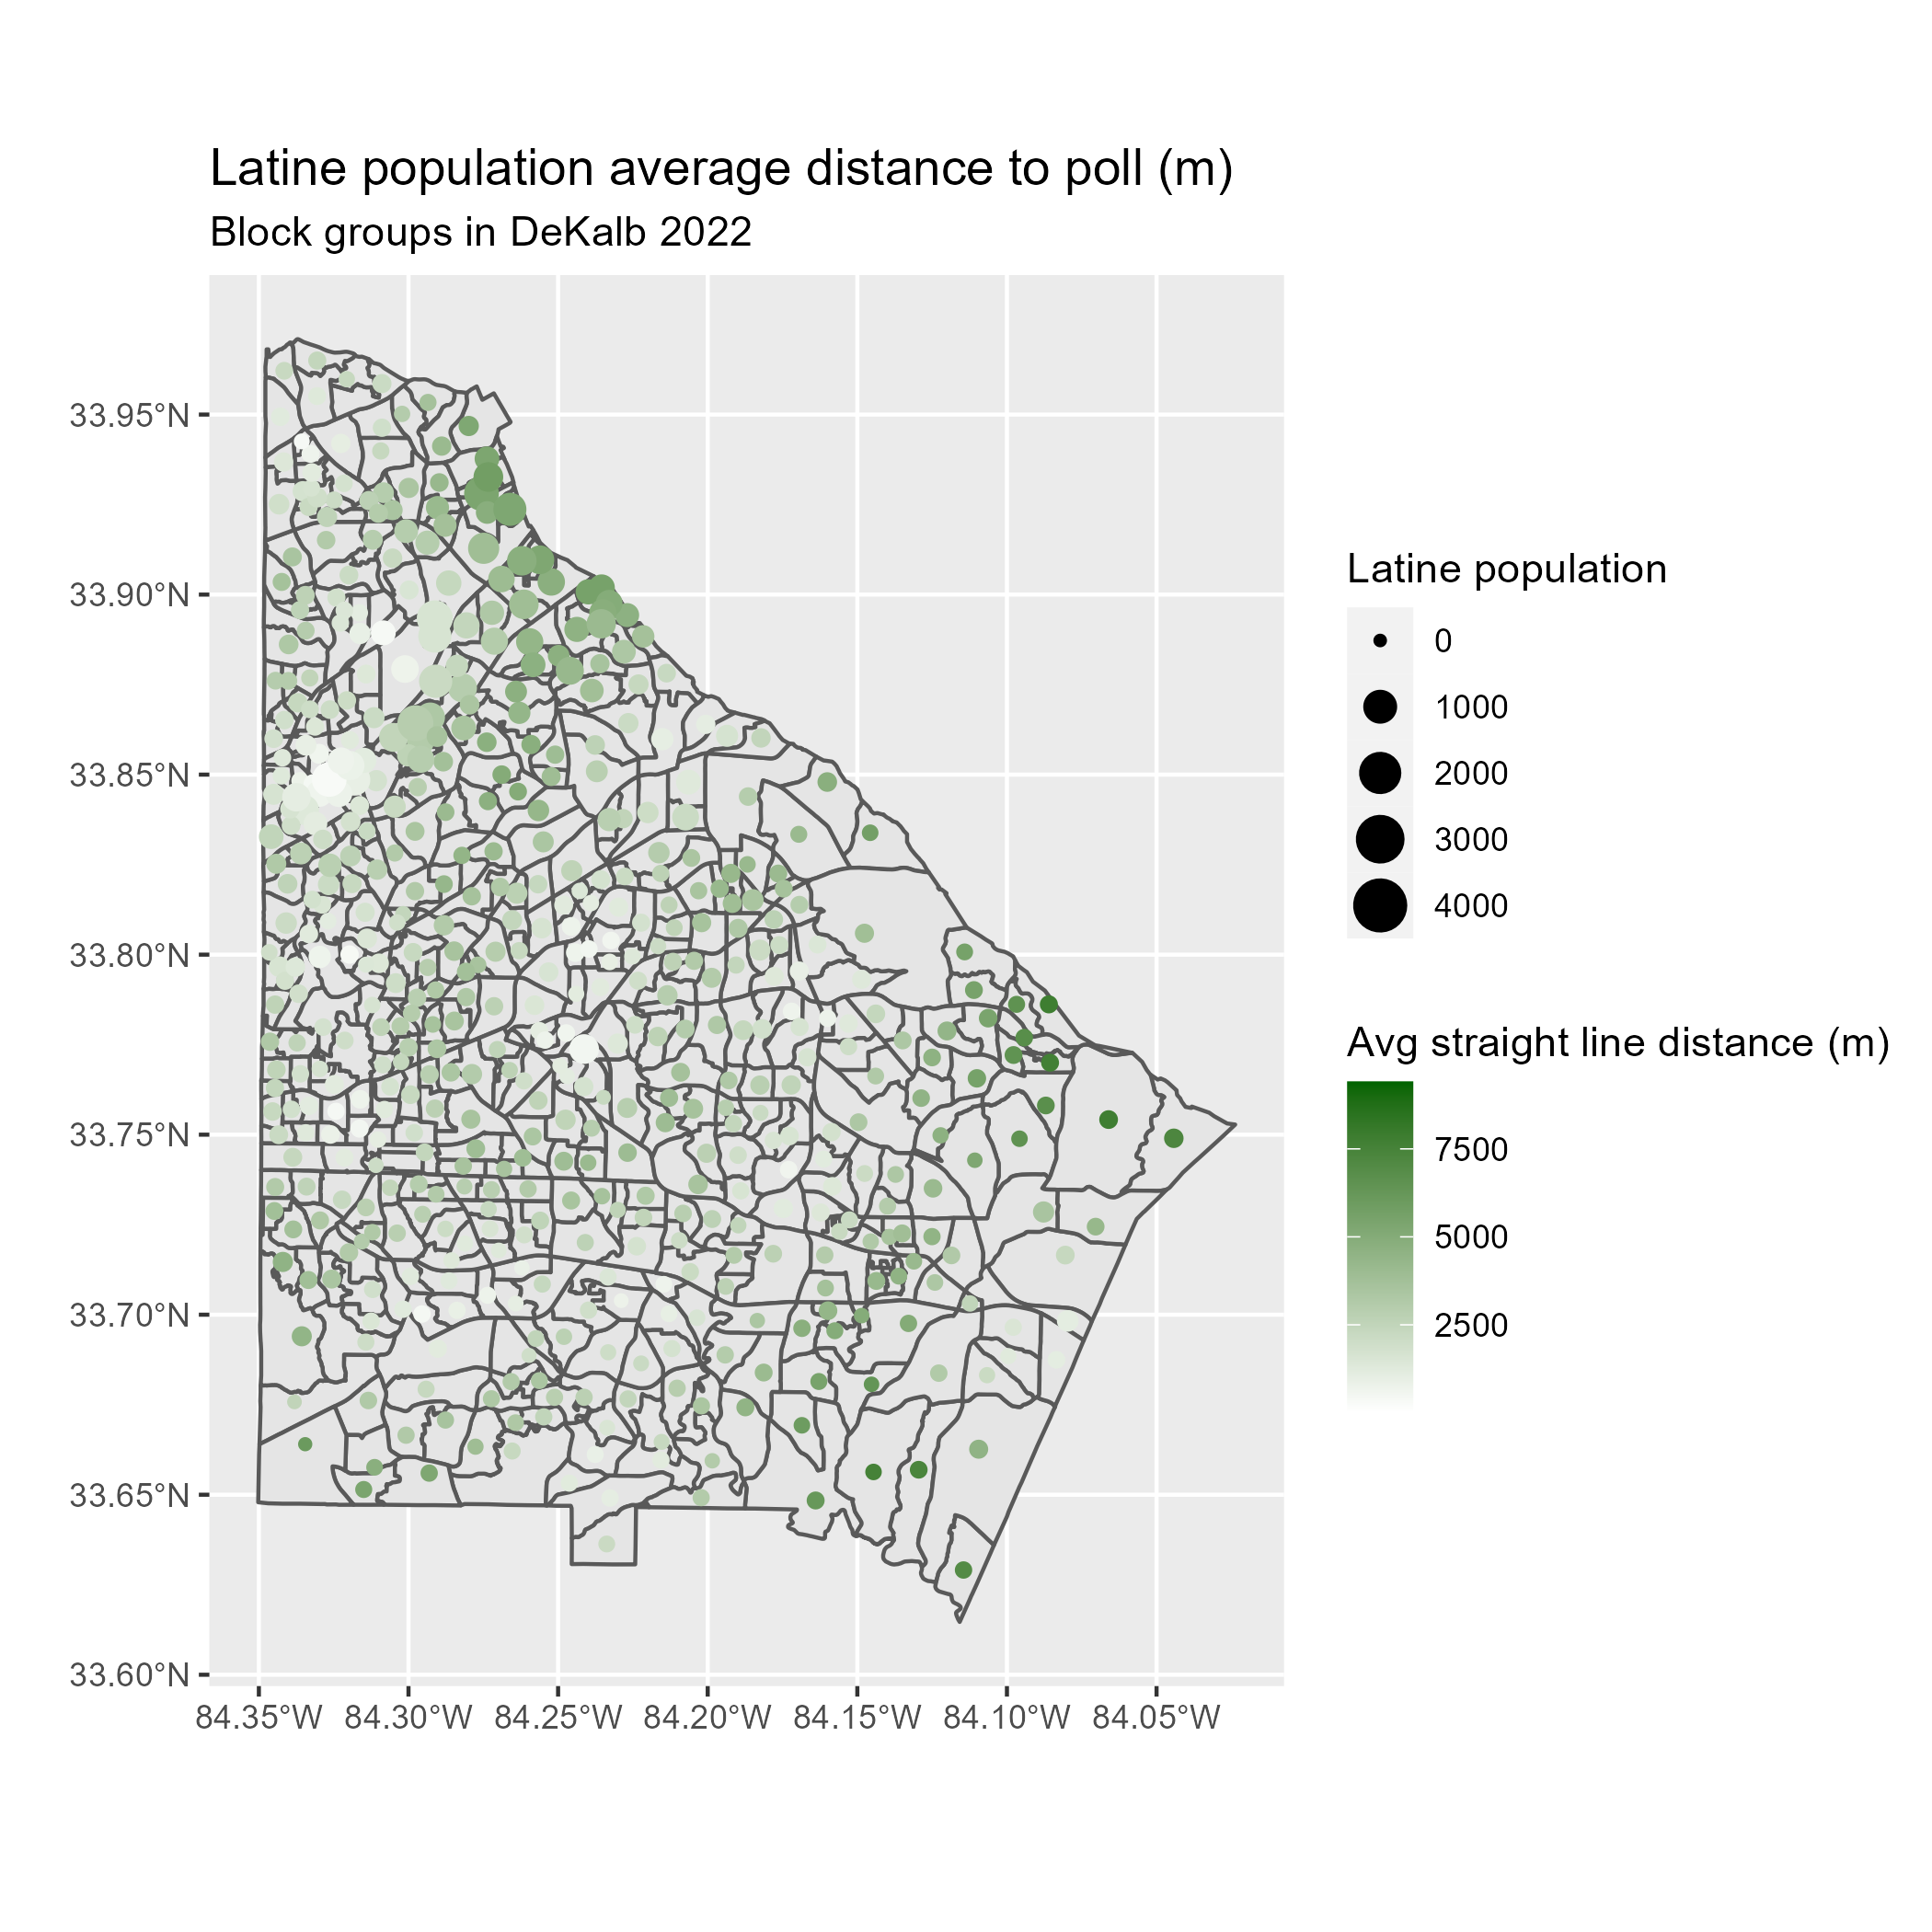 Latine population average distance to poll (m)
Block groups in DeKalb 2022
33.95°N
33.90°N
33.85°N
33.80°N
33.75°N
33.70°N
33.65°N
33.60°N
84.35°W 84.30°W 84.25°W 84.20°W 84.15°W 84.10°W 84.05°W
Latine population
0
1000
2000
3000
4000
Avg straight line distance (m)
7500
5000
2500